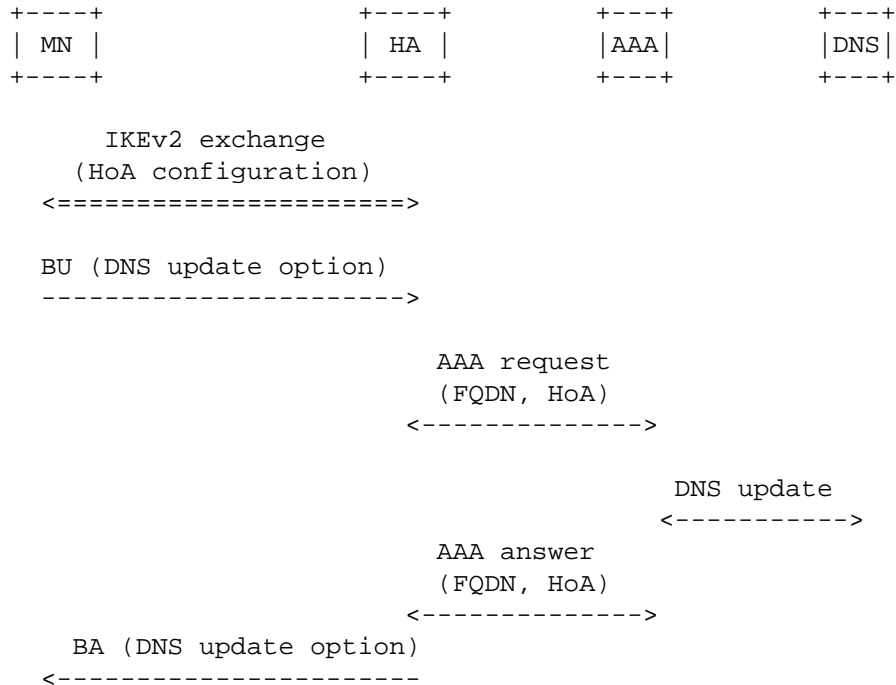 MN HA AAA DNS
IKEv2 exchange
(HoA configuration)
BU (DNS update option)
AAA request
(FQDN, HoA)
DNS update
AAA answer
(FQDN, HoA)
BA (DNS update option)